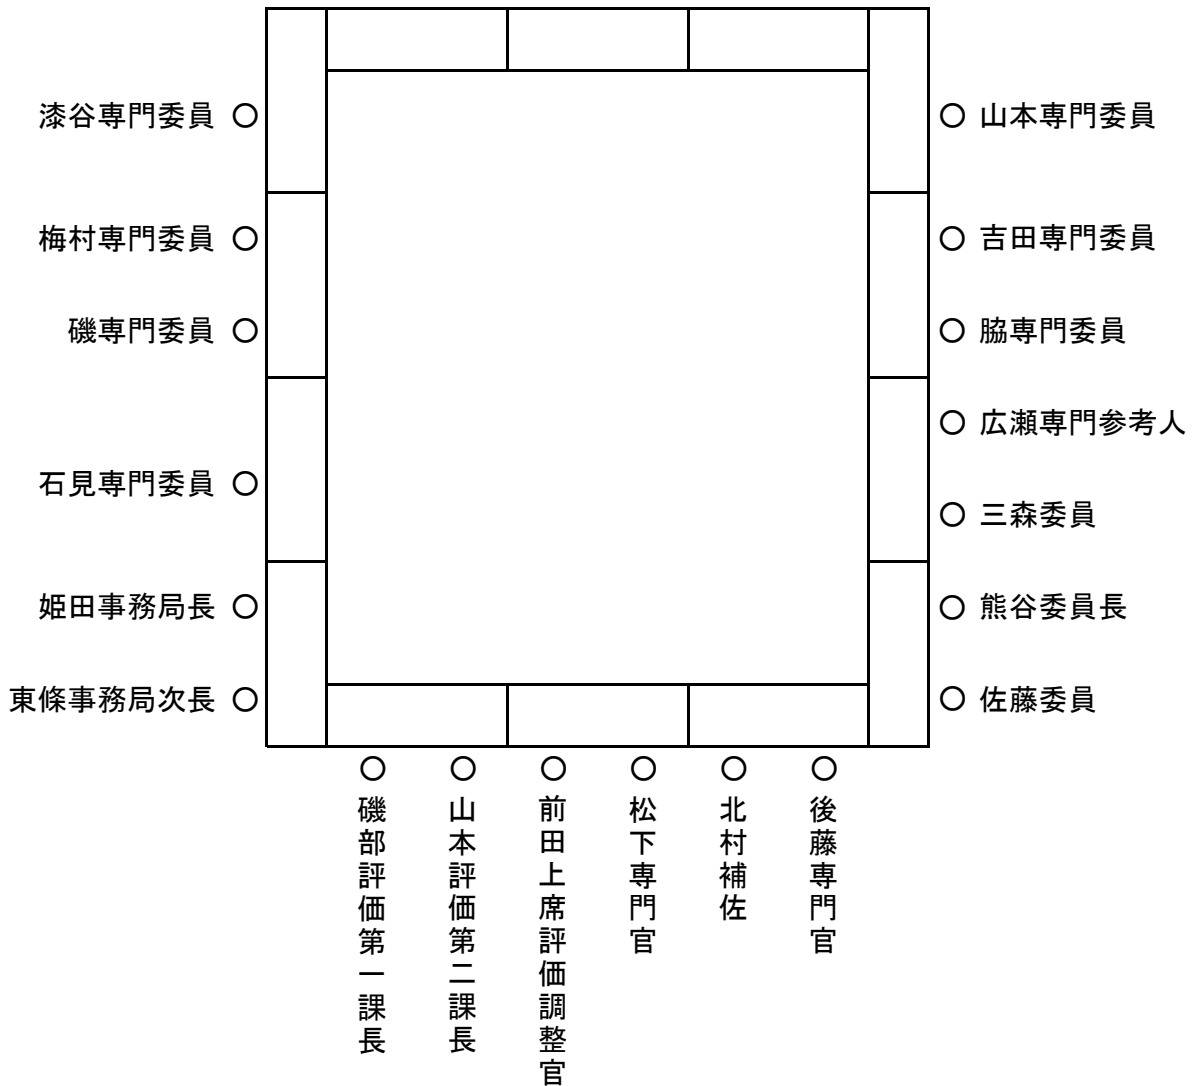 漆谷専門委員 ○
○ 山本専門委員
梅村専門委員 ○
○ 吉田専門委員
磯専門委員 ○
○ 脇専門委員
○ 広瀬専門参考人
石見専門委員 ○
○ 三森委員
姫田事務局長 ○
○ 熊谷委員長
東條事務局次長 ○
○ 佐藤委員
○ 磯部評価第一課長
○ 山本評価第二課長
○ 前田上席評価調整官
○ 松下専門官
○ 北村補佐
○ 後藤専門官